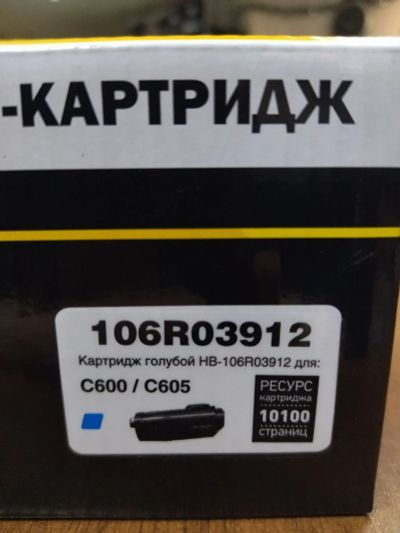 -КАРТРИДЖ
106R03912
Картридж голубой HB-106R03912 для:
C600 / C605
РЕСУРС
картриджа
10100
страниц